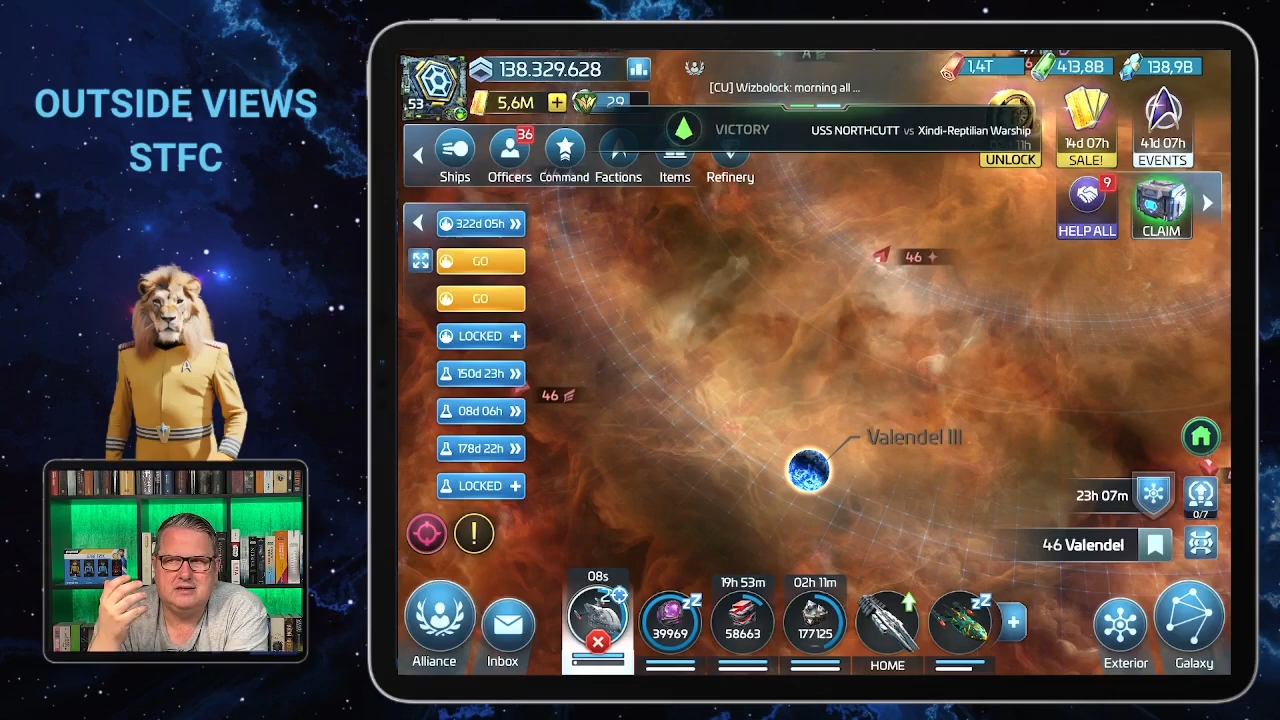 OUTSIDE VIEWS
STFC
53
138.329.628
5,6M
29
[CU] Wizbolock: morning all ...
1,4T
413,8B
138,9B
VICTORY
USS NORTHCUTT vs Xindi-Reptilian Warship
11h
UNLOCK
14d 07h
SALE!
41d 07h
EVENTS
36
Ships
Officers
Command
Factions
Items
Refinery
9
HELP ALL
CLAIM
322d 05h
GO
GO
LOCKED
150d 23h
08d 06h
178d 22h
LOCKED
46
46
Valendel III
23h 07m
0/7
46 Valendel
Alliance
Inbox
08s
39969
19h 53m
58663
02h 11m
177125
HOME
Exterior
Galaxy